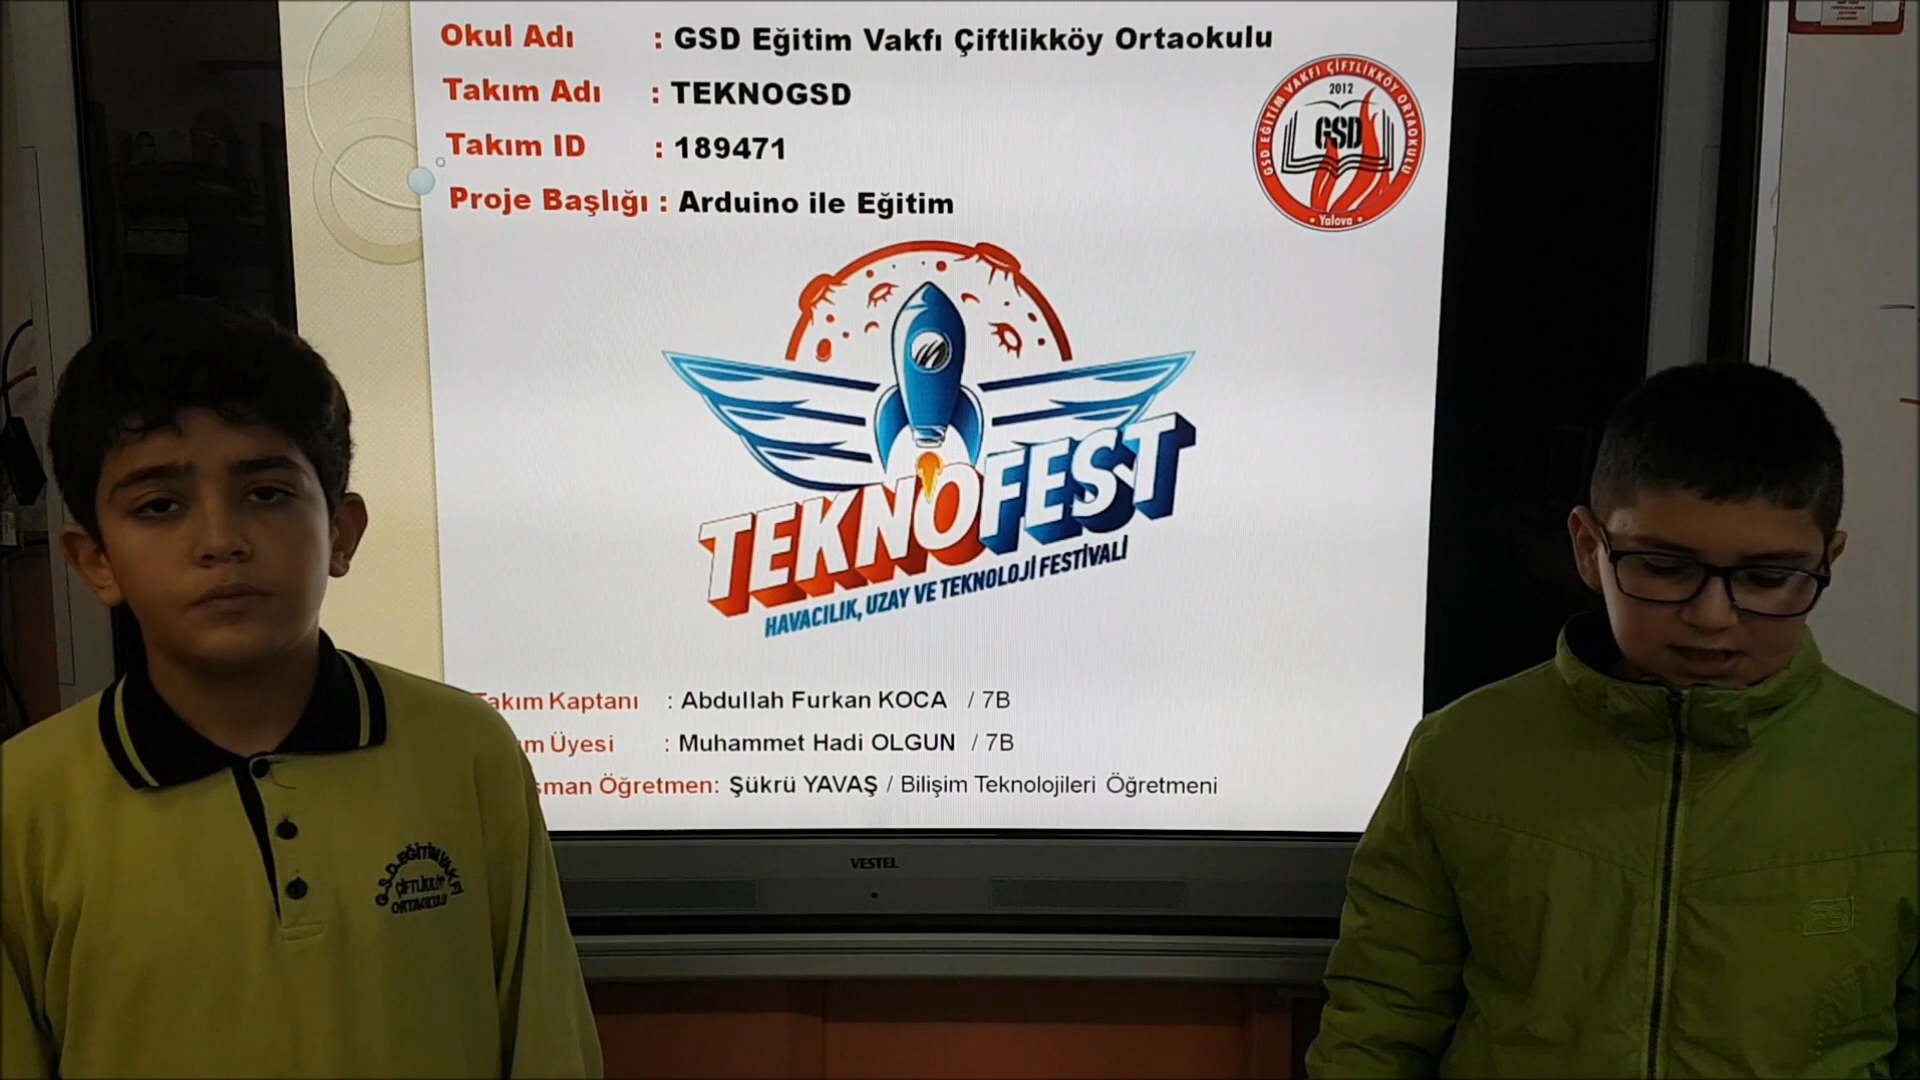 Okul Adı : GSD Eğitim Vakfı Çiftlikköy Ortaokulu
Takım Adı : TEKNOGSD
Takım ID : 189471
Proje Başlığı : Arduino ile Eğitim
GSD EĞİTİM VAKFI ÇİFTLİKKÖY ORTAOKULU
2012
GSD
Yalova
TEKNOFEST
HAVACILIK, UZAY VE TEKNOLOJİ FESTİVALİ
Takım Kaptanı : Abdullah Furkan KOCA / 7B
Üyesi : Muhammet Hadi OLGUN / 7B
Öğretmen: Şükrü YAVAŞ / Bilişim Teknolojileri Öğretmeni
VESTEL
G.S.D. EĞİTİM VAKFI
ÇİFTLİKKÖY
ORTAOKULU